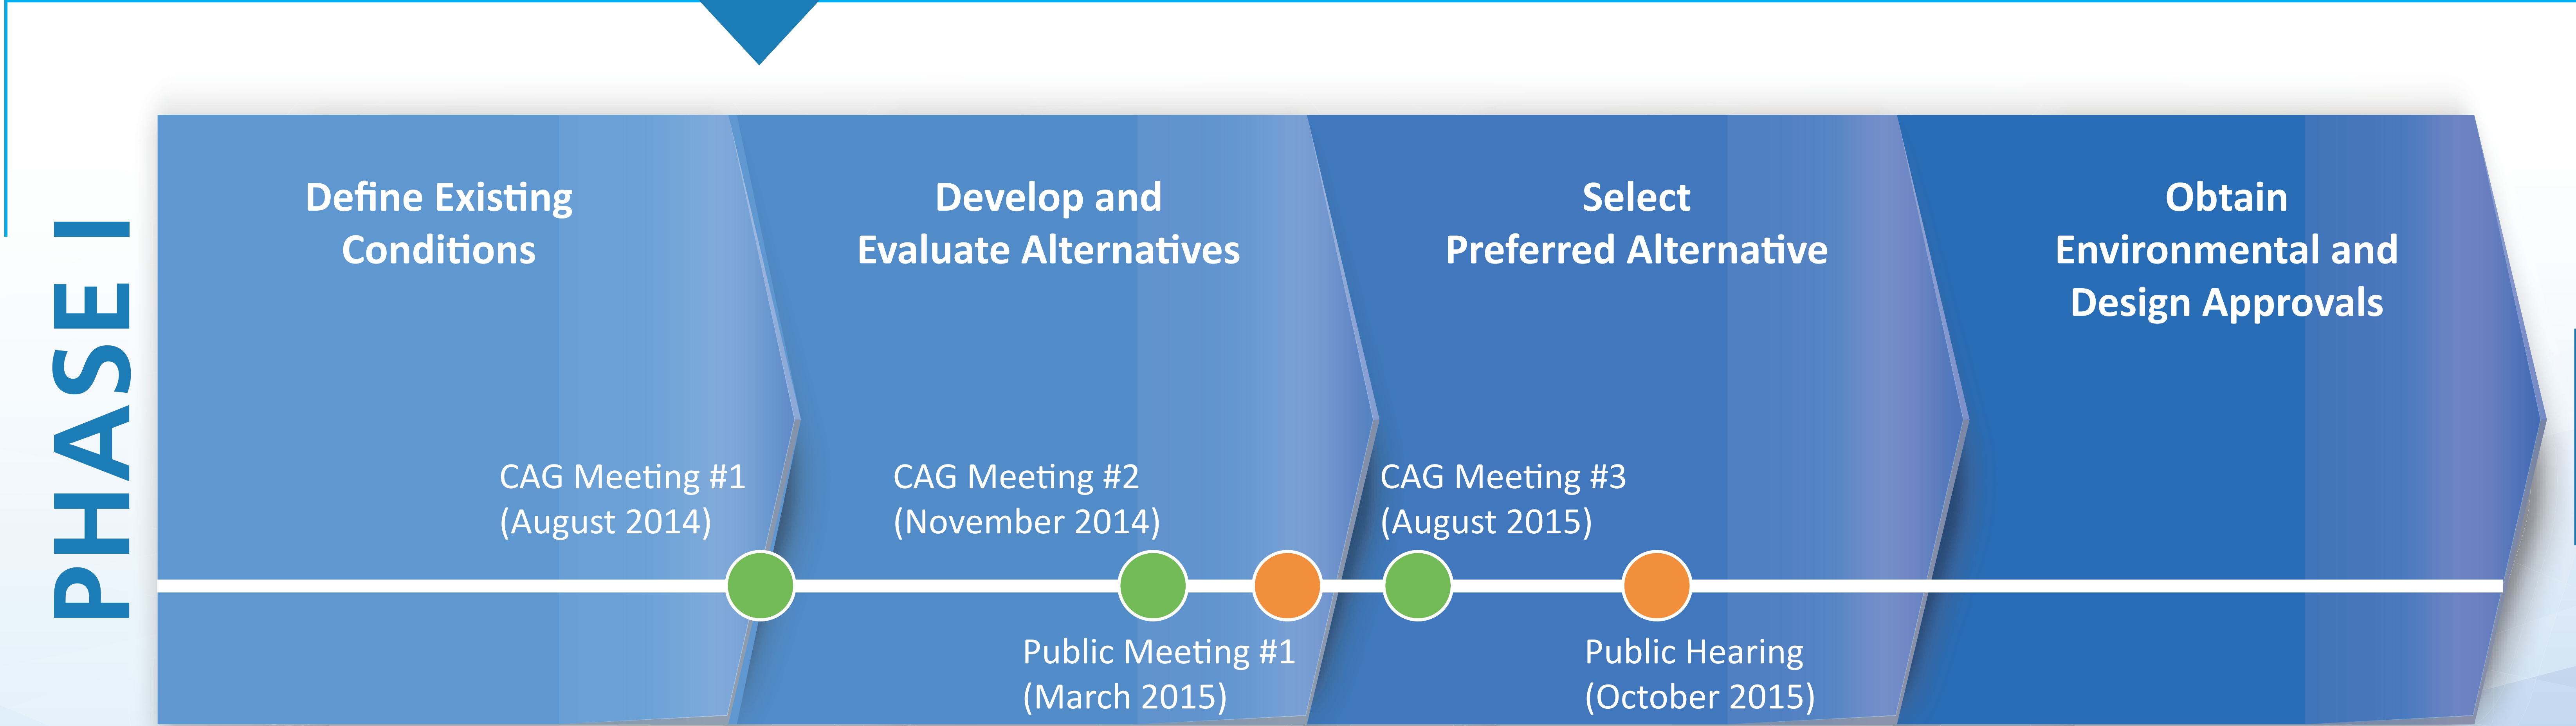 PHASE I
Define Existing
Conditions
Develop and
Evaluate Alternatives
Select
Preferred Alternative
Obtain
Environmental and
Design Approvals
CAG Meeting #1
(August 2014)
CAG Meeting #2
(November 2014)
CAG Meeting #3
(August 2015)
Public Meeting #1
(March 2015)
Public Hearing
(October 2015)